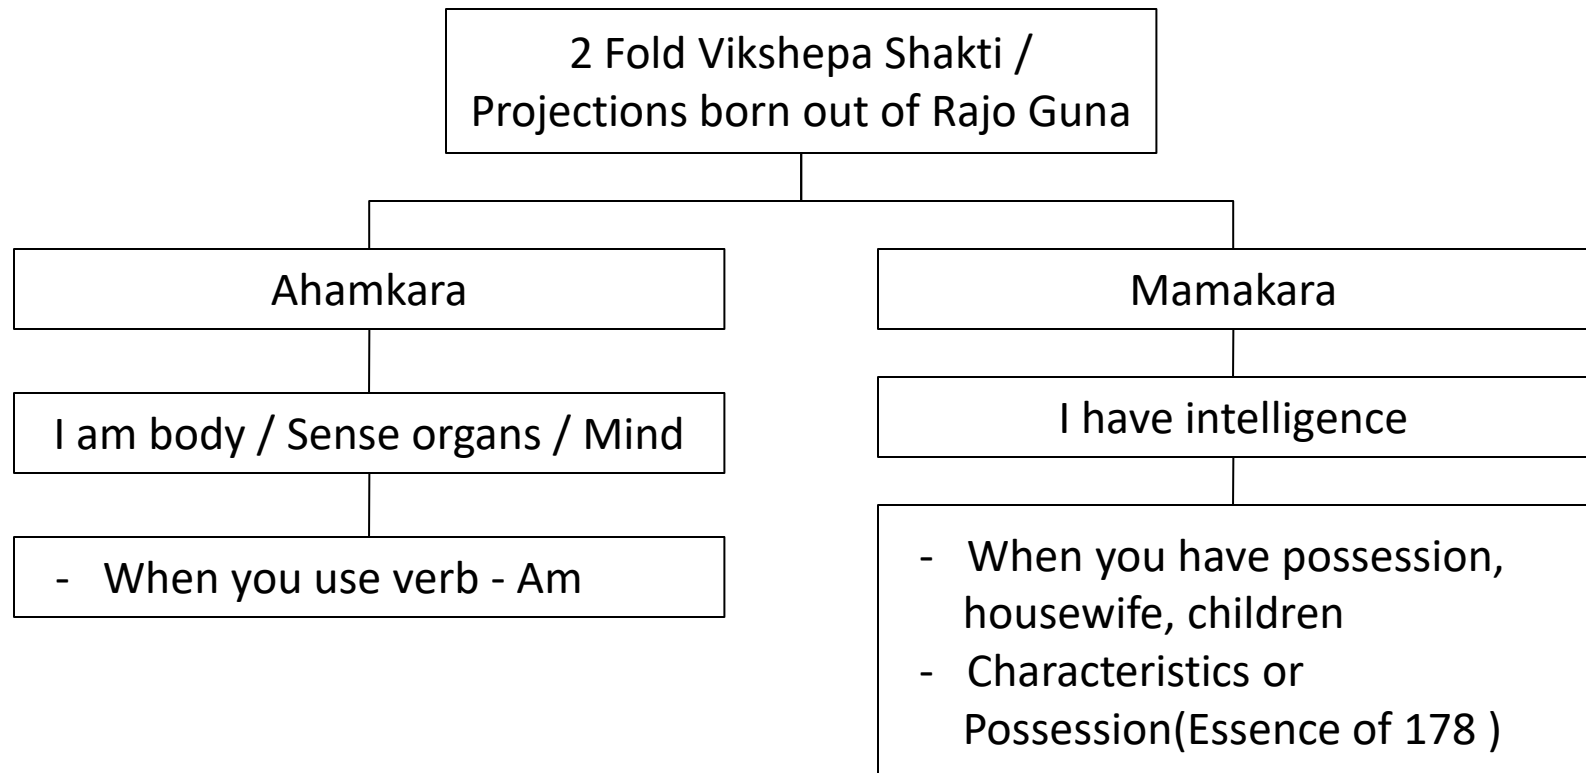 2 Fold Vikshepa Shakti /
Projections born out of Rajo Guna
Ahamkara
Mamakara
I am body / Sense organs / Mind
I have intelligence
- When you use verb - Am
- When you have possession,
housewife, children
- Characteristics or
Possession(Essence of 178 )